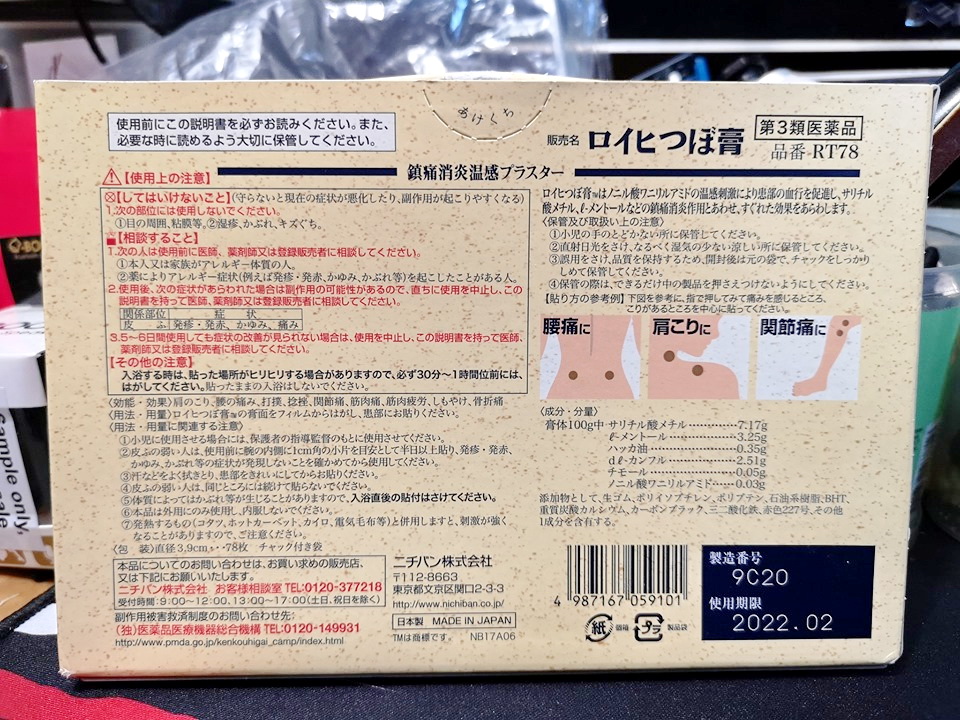 あけくち
使用前にこの説明書を必ずお読みください。また、
必要な時に読めるよう大切に保管してください。
販売名 ロイヒつぼ膏 第3類医薬品
品番-RT78
鎮痛消炎温感プラスター
【使用上の注意】
【してはいけないこと】(守らないと現在の症状が悪化したり、副作用が起こりやすくなる)
1.次の部位には使用しないでください。
①目の周囲、粘膜等。②湿疹、かぶれ、キズぐち。
【相談すること】
1.次の人は使用前に医師、薬剤師又は登録販売者に相談してください。
①本人又は家族がアレルギー体質の人。
②薬によりアレルギー症状(例えば発疹・発赤、かゆみ、かぶれ等)を起こしたことがある人。
2.使用後、次の症状があらわれた場合は副作用の可能性があるので、直ちに使用を中止し、この
説明書を持って医師、薬剤師又は登録販売者に相談してください。
関係部位 症状
皮ふ 発疹・発赤、かゆみ、痛み
3.5〜6日間使用しても症状の改善が見られない場合は、使用を中止し、この説明書を持って医師、
薬剤師又は登録販売者に相談してください。
【その他の注意】
入浴する時は、貼った場所がヒリヒリする場合がありますので、必ず30分〜1時間位前には、
はがしてください。貼ったままの入浴はしないでください。
〈効能・効果〉肩のこり、腰の痛み、打撲、捻挫、関節痛、筋肉痛、筋肉疲労、しもやけ、骨折痛
〈用法・用量〉ロイヒつぼ膏TMの膏面をフィルムからはがし、患部にお貼りください。
〈用法・用量に関連する注意〉
①小児に使用させる場合には、保護者の指導監督のもとに使用させてください。
②皮ふの弱い人は、使用前に腕の内側に1cm角の小片を目安として半日以上貼り、発疹・発赤、
かゆみ、かぶれ等の症状が発現しないことを確かめてから使用してください。
③汗などをよく拭きとり、患部をきれいにしてからお貼りください。
④皮ふの弱い人は、同じところには続けて貼らないでください。
⑤体質によってはかぶれ等が生じることがありますので、入浴直後の貼付はさけてください。
⑥本品は外用にのみ使用し、内服しないでください。
⑦発熱するもの(コタツ、ホットカーペット、カイロ、電気毛布等)と併用しますと、刺激が強く
なることがありますので、ご注意ください。
〈包装〉直径3.9cm・・・78枚 チャック付き袋
本品についてのお問い合わせは、お買い求めの販売店、
又は下記にお願いいたします。
ニチバン株式会社 お客様相談室 TEL:0120-377218
受付時間:9:00〜12:00、13:00〜17:00(土日、祝日を除く)
副作用被害救済制度のお問い合わせ先:
(独)医薬品医療機器総合機構 TEL:0120-149931
http://www.pmda.go.jp/kenkouhigai_camp/index.html
ニチバン株式会社
〒112-8663
東京都文京区関口2-3-3
http://www.nichiban.co.jp/
日本製 MADE IN JAPAN
TMは商標です。 NB17A06
ロイヒつぼ膏TMはノニル酸ワニリルアミドの温感刺激により患部の血行を促進し、サリチル
酸メチル、ℓ-メントールなどの鎮痛消炎作用とあわせ、すぐれた効果をあらわします。
〈保管及び取扱い上の注意〉
①小児の手のとどかない所に保管してください。
②直射日光をさけ、なるべく湿気の少ない涼しい所に保管してください。
③誤用をさけ、品質を保持するため、開封後は元の袋で、チャックをしっかり
しめて保管してください。
④保管の際は、できるだけ中の製品を押さえつけないようにしてください。
【貼り方の参考例】下図を参考に、指で押してみて痛みを感じるところ、
こりがあるところを中心に貼ってください。
腰痛に 肩こりに 関節痛に
〈成分・分量〉
膏体100g中 サリチル酸メチル 7.17g
ℓ-メントール 3.25g
ハッカ油 0.35g
dℓ-カンフル 2.51g
チモール 0.05g
ノニル酸ワニリルアミド 0.03g
添加物として、生ゴム、ポリイソブチレン、ポリブテン、石油系樹脂、BHT、
重質炭酸カルシウム、カーボンブラック、三二酸化鉄、赤色227号、その他
1成分を含有する。
4 987167 059101
紙 個箱 プラ 製品袋
製造番号
9C20
使用期限
2022.02
sample only,